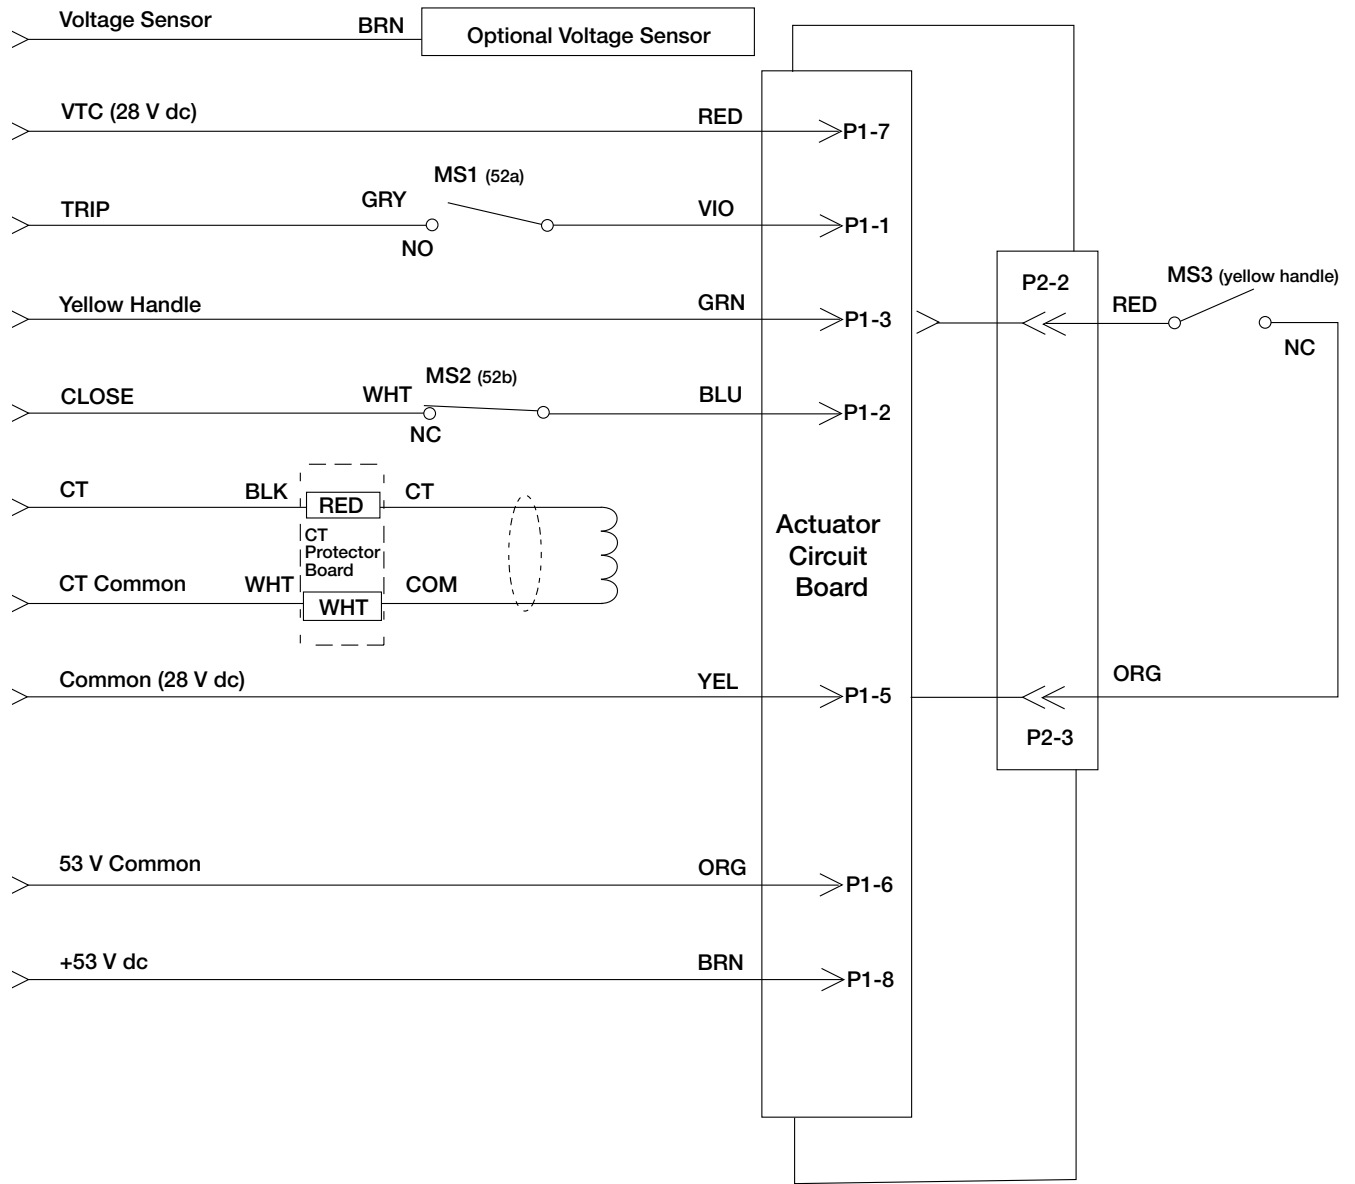 Voltage Sensor
BRN
Optional Voltage Sensor
VTC (28 V dc)
RED
P1-7
MS1 (52a)
TRIP
GRY
NO
VIO
P1-1
Yellow Handle
GRN
P1-3
P2-2
RED
MS3 (yellow handle)
NC
CLOSE
WHT
MS2 (52b)
NC
BLU
P1-2
CT
BLK
RED
CT
CT
Protector
Board
CT Common
WHT
WHT
COM
Actuator
Circuit
Board
Common (28 V dc)
YEL
P1-5
ORG
P2-3
53 V Common
ORG
P1-6
+53 V dc
BRN
P1-8